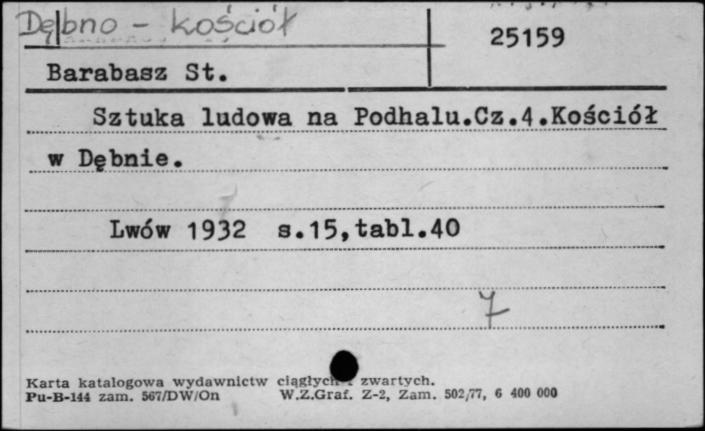 Dębno - kościół
25159
Barabasz St.
Sztuka ludowa na Podhalu.Cz.4.Kościół
w Dębnie.
Lwów 1932 s.15,tabl.40
7
Karta katalogowa wydawnictw ciągłych i zwartych.
Pu-B-144 zam. 567/DW/On W.Z.Graf. Z-2, Zam. 502/77, 6 400 000